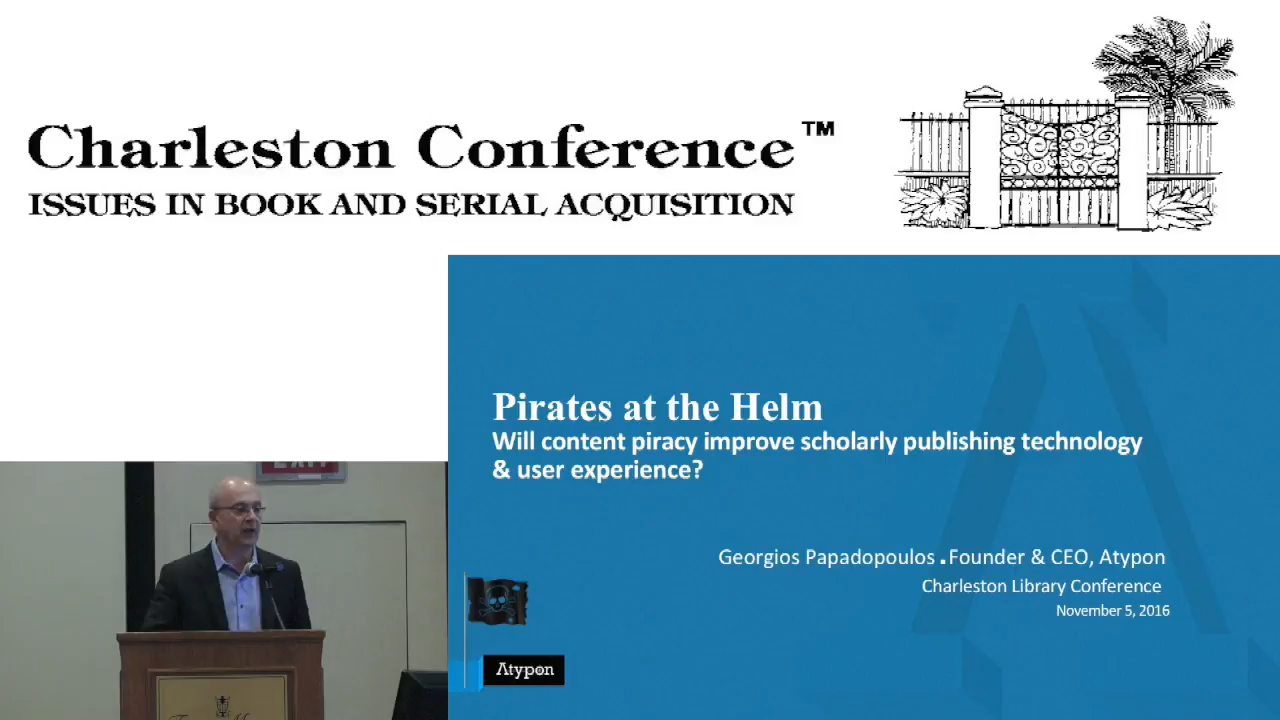 Charleston Conference™
ISSUES IN BOOK AND SERIAL ACQUISITION
Pirates at the Helm
Will content piracy improve scholarly publishing technology
& user experience?
Georgios Papadopoulos . Founder & CEO, Atypon
Charleston Library Conference
November 5, 2016
Atypon
EXIT